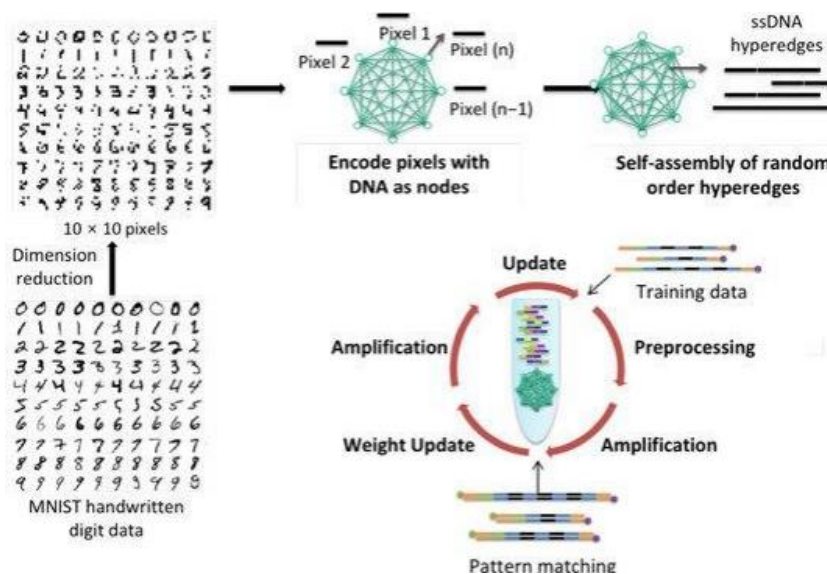 Pixel 1
Pixel 2
Pixel (n)
Pixel (n−1)
ssDNA
hyperedges
Encode pixels with
DNA as nodes
Self-assembly of random
order hyperedges
10 × 10 pixels
Dimension
reduction
MNIST handwritten
digit data
Update
Training data
Amplification
Preprocessing
Weight Update
Amplification
Pattern matching